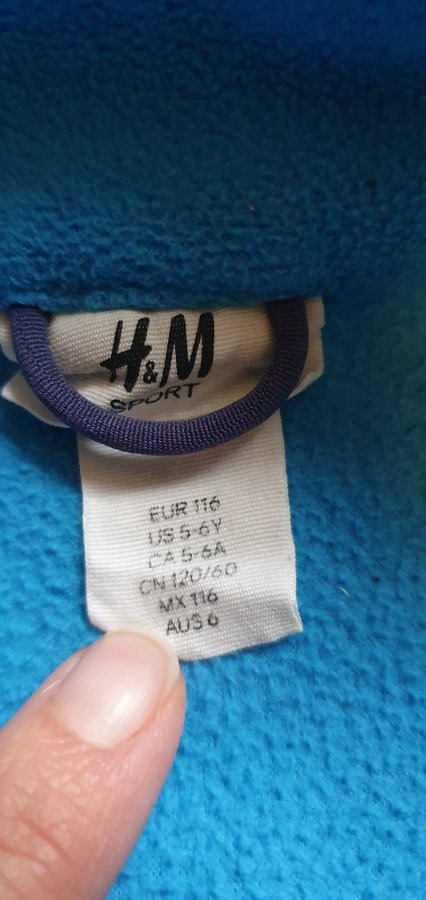 H&M
SPORT
EUR 116
US 5-6Y
CA 5-6A
CN 120/60
MX 116
AUS 6